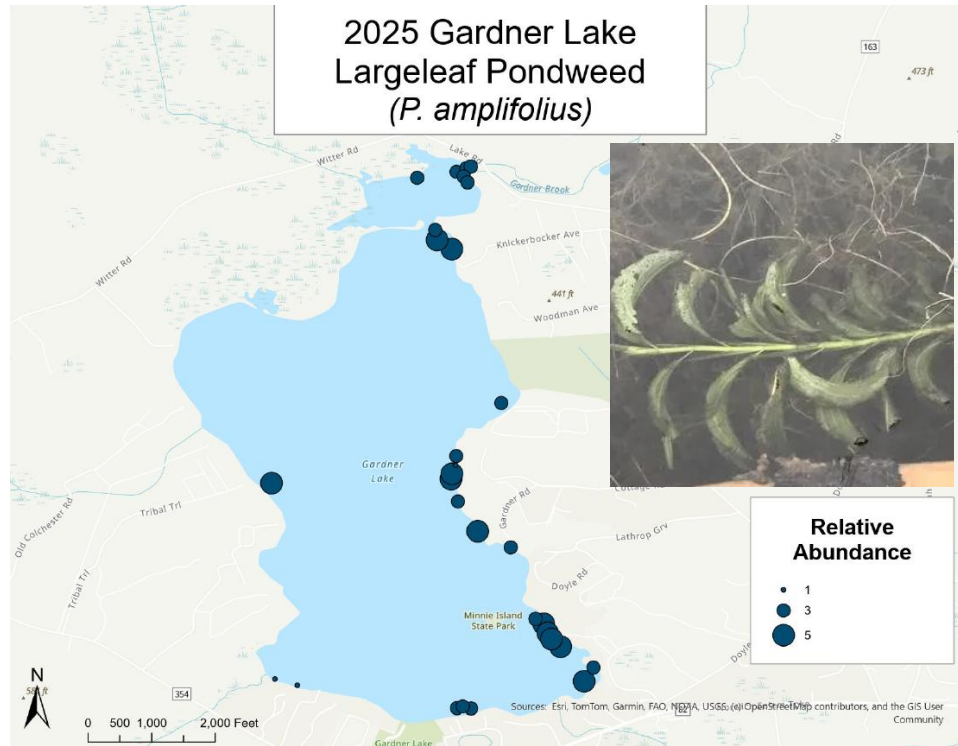 2025 Gardner Lake
Largeleaf Pondweed
(P. amplifolius)
163
473 ft
Witter Rd
Lake Rd
Rd
Gardner Brook
Knickerbocker Ave
Witter Rd
441 ft
Woodman Ave
Gardner
Lake
Gardner Rd
Old Colchester Rd
Tribal Trl
Lathrop Grv
Tribal Trl
Doyle Rd
Minnie Island
State Park
Relative
Abundance
1
3
5
N
354
0 500 1,000 2,000 Feet
82
Sources: Esri, TomTom, Garmin, FAO, NOAA, USGS, (c) OpenStreetMap contributors, and the GIS User
Community
Gardner Lake